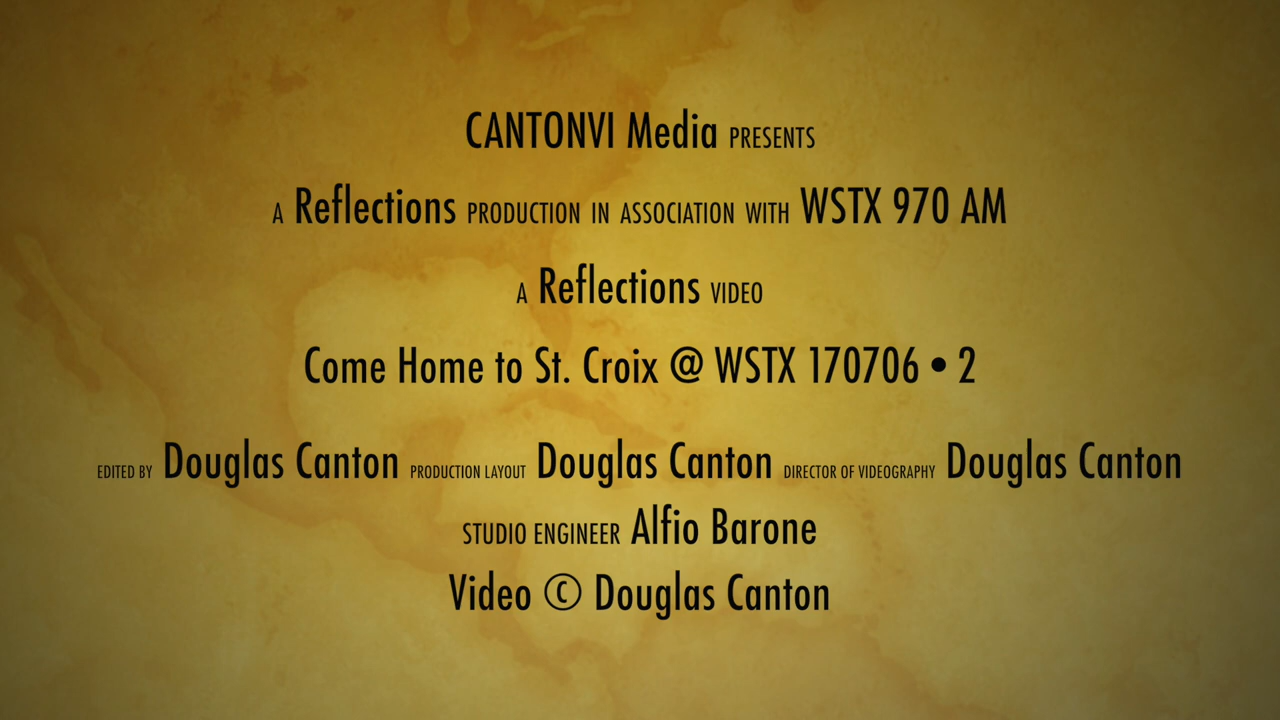 CANTONVI Media PRESENTS
A Reflections PRODUCTION IN ASSOCIATION WITH WSTX 970 AM
A Reflections VIDEO
Come Home to St. Croix @ WSTX 170706 • 2
EDITED BY Douglas Canton PRODUCTION LAYOUT Douglas Canton DIRECTOR OF VIDEOGRAPHY Douglas Canton
STUDIO ENGINEER Alfio Barone
Video © Douglas Canton